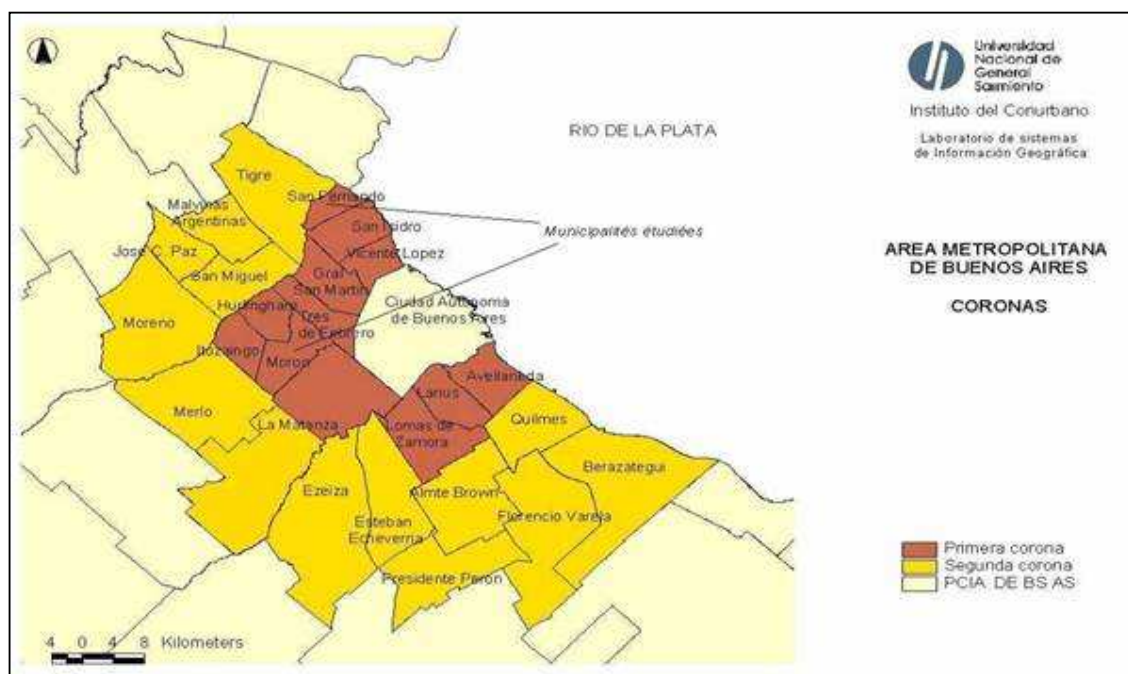 Universidad
Nacional de
General
Sarmiento
Instituto del Conurbano
Laboratorio de sistemas
de Información Geográfica
RIO DE LA PLATA
Tigre
San Fernando
Malvinas
Argentinas
San Isidro
Municipalités étudiées
José C. Paz
Vicente Lopez
San Miguel
Gral
San Martin
AREA METROPOLITANA
DE BUENOS AIRES
CORONAS
Hurlingham
Ciudad Autonoma
de Buenos Aires
Moreno
Tres
de Febrero
Ituzaingo
Moron
Avellaneda
Lanus
Merlo
La Matanza
Lomas de
Zamora
Quilmes
Berazategui
Ezeiza
Almte Brown
Florencio Varela
Esteban
Echeverria
Presidente Peron
Primera corona
Segunda corona
PCIA. DE BS AS
4 0 4 8 Kilometers